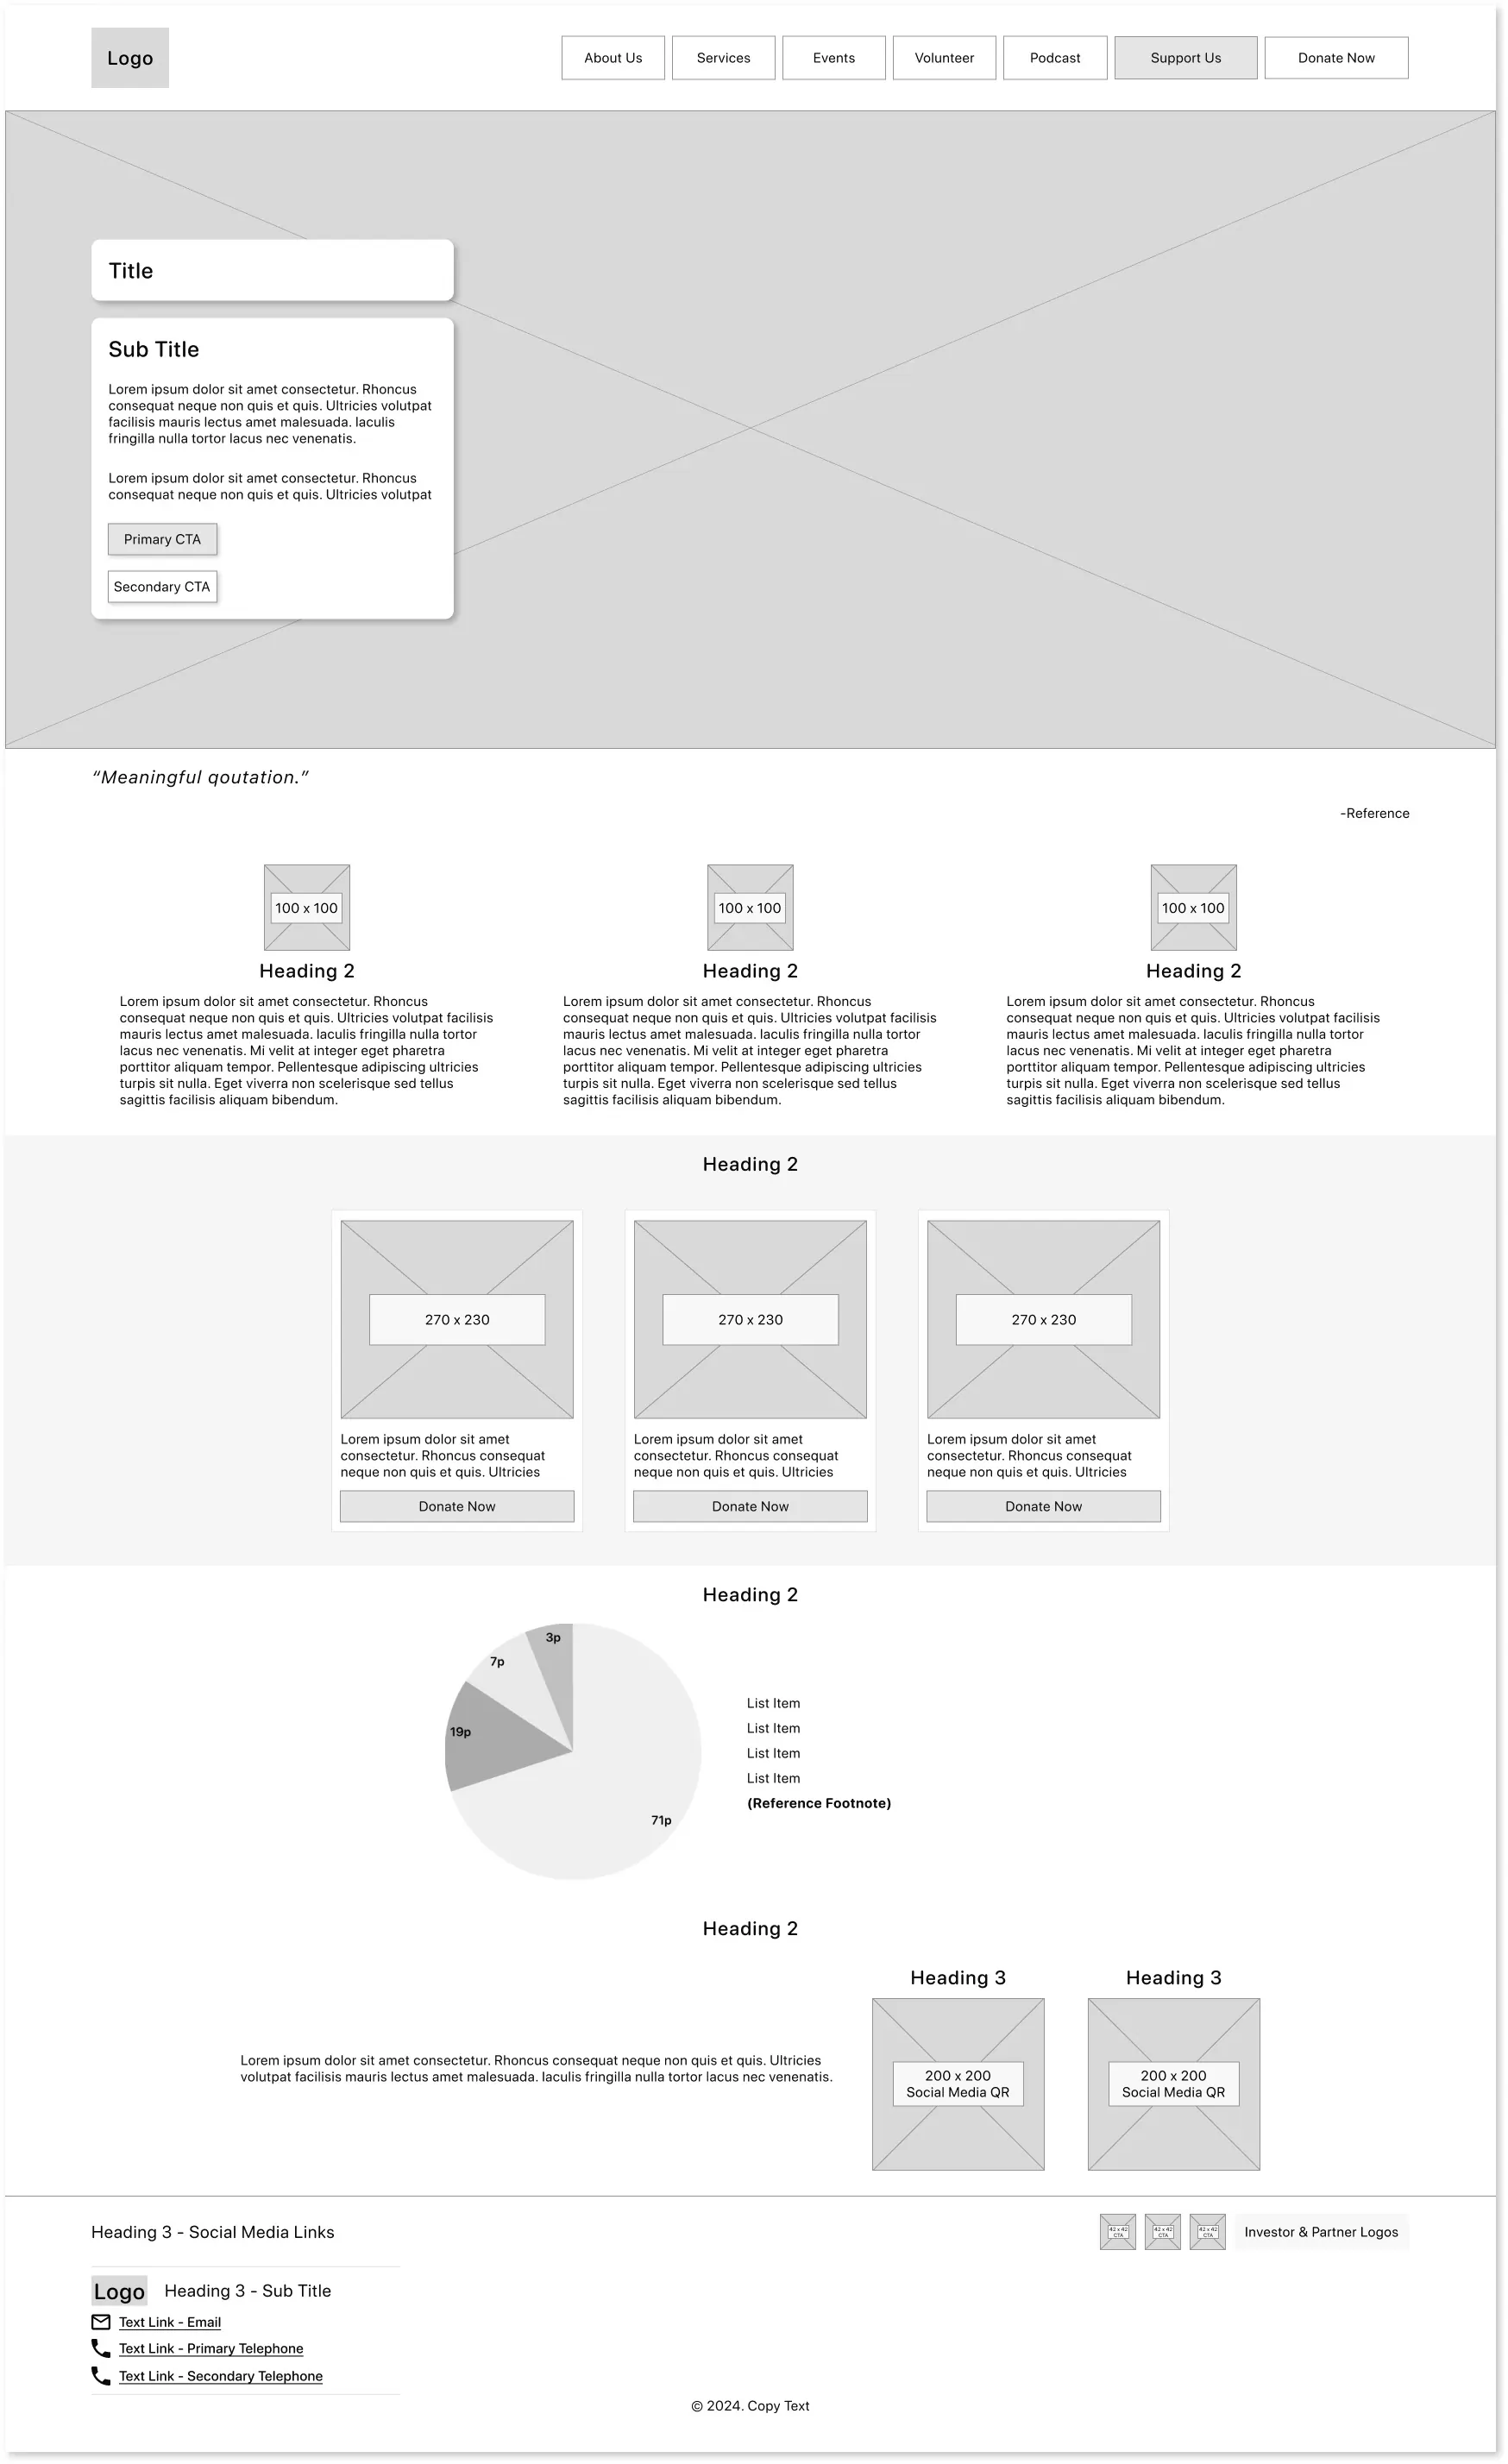 Logo
About Us
Services
Events
Volunteer
Podcast
Support Us
Donate Now
Title
Sub Title
Lorem ipsum dolor sit amet consectetur. Rhoncus
consequat neque non quis et quis. Ultricies volutpat
facilisis mauris lectus amet malesuada. Iaculis
fringilla nulla tortor lacus nec venenatis.
Lorem ipsum dolor sit amet consectetur. Rhoncus
consequat neque non quis et quis. Ultricies volutpat
Primary CTA
Secondary CTA
“Meaningful qoutation.”
-Reference
100 x 100
Heading 2
Lorem ipsum dolor sit amet consectetur. Rhoncus
consequat neque non quis et quis. Ultricies volutpat facilisis
mauris lectus amet malesuada. Iaculis fringilla nulla tortor
lacus nec venenatis. Mi velit at integer eget pharetra
porttitor aliquam tempor. Pellentesque adipiscing ultricies
turpis sit nulla. Eget viverra non scelerisque sed tellus
sagittis facilisis aliquam bibendum.
100 x 100
Heading 2
Lorem ipsum dolor sit amet consectetur. Rhoncus
consequat neque non quis et quis. Ultricies volutpat facilisis
mauris lectus amet malesuada. Iaculis fringilla nulla tortor
lacus nec venenatis. Mi velit at integer eget pharetra
porttitor aliquam tempor. Pellentesque adipiscing ultricies
turpis sit nulla. Eget viverra non scelerisque sed tellus
sagittis facilisis aliquam bibendum.
100 x 100
Heading 2
Lorem ipsum dolor sit amet consectetur. Rhoncus
consequat neque non quis et quis. Ultricies volutpat facilisis
mauris lectus amet malesuada. Iaculis fringilla nulla tortor
lacus nec venenatis. Mi velit at integer eget pharetra
porttitor aliquam tempor. Pellentesque adipiscing ultricies
turpis sit nulla. Eget viverra non scelerisque sed tellus
sagittis facilisis aliquam bibendum.
Heading 2
270 x 230
Lorem ipsum dolor sit amet
consectetur. Rhoncus consequat
neque non quis et quis. Ultricies
Donate Now
270 x 230
Lorem ipsum dolor sit amet
consectetur. Rhoncus consequat
neque non quis et quis. Ultricies
Donate Now
270 x 230
Lorem ipsum dolor sit amet
consectetur. Rhoncus consequat
neque non quis et quis. Ultricies
Donate Now
Heading 2
3p
7p
19p
71p
List Item
List Item
List Item
List Item
(Reference Footnote)
Heading 2
Lorem ipsum dolor sit amet consectetur. Rhoncus consequat neque non quis et quis. Ultricies
volutpat facilisis mauris lectus amet malesuada. Iaculis fringilla nulla tortor lacus nec venenatis.
Heading 3
200 x 200
Social Media QR
Heading 3
200 x 200
Social Media QR
Heading 3 - Social Media Links
42 x 42
CTA
42 x 42
CTA
42 x 42
CTA
Investor & Partner Logos
Logo
Heading 3 - Sub Title
Text Link - Email
Text Link - Primary Telephone
Text Link - Secondary Telephone
© 2024. Copy Text